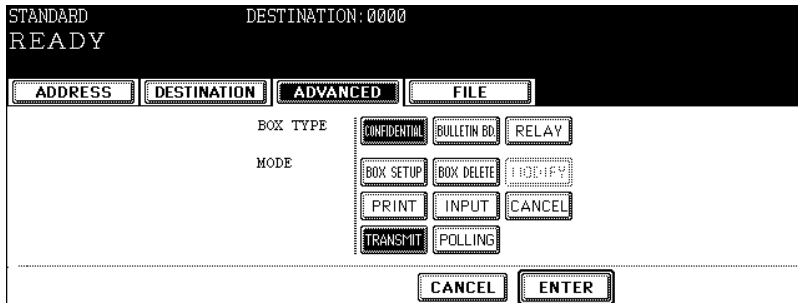 STANDARD DESTINATION:0000
READY
ADDRESS DESTINATION ADVANCED FILE
BOX TYPE CONFIDENTIAL BULLETIN BD. RELAY
MODE BOX SETUP BOX DELETE MODIFY
PRINT INPUT CANCEL
TRANSMIT POLLING
CANCEL ENTER